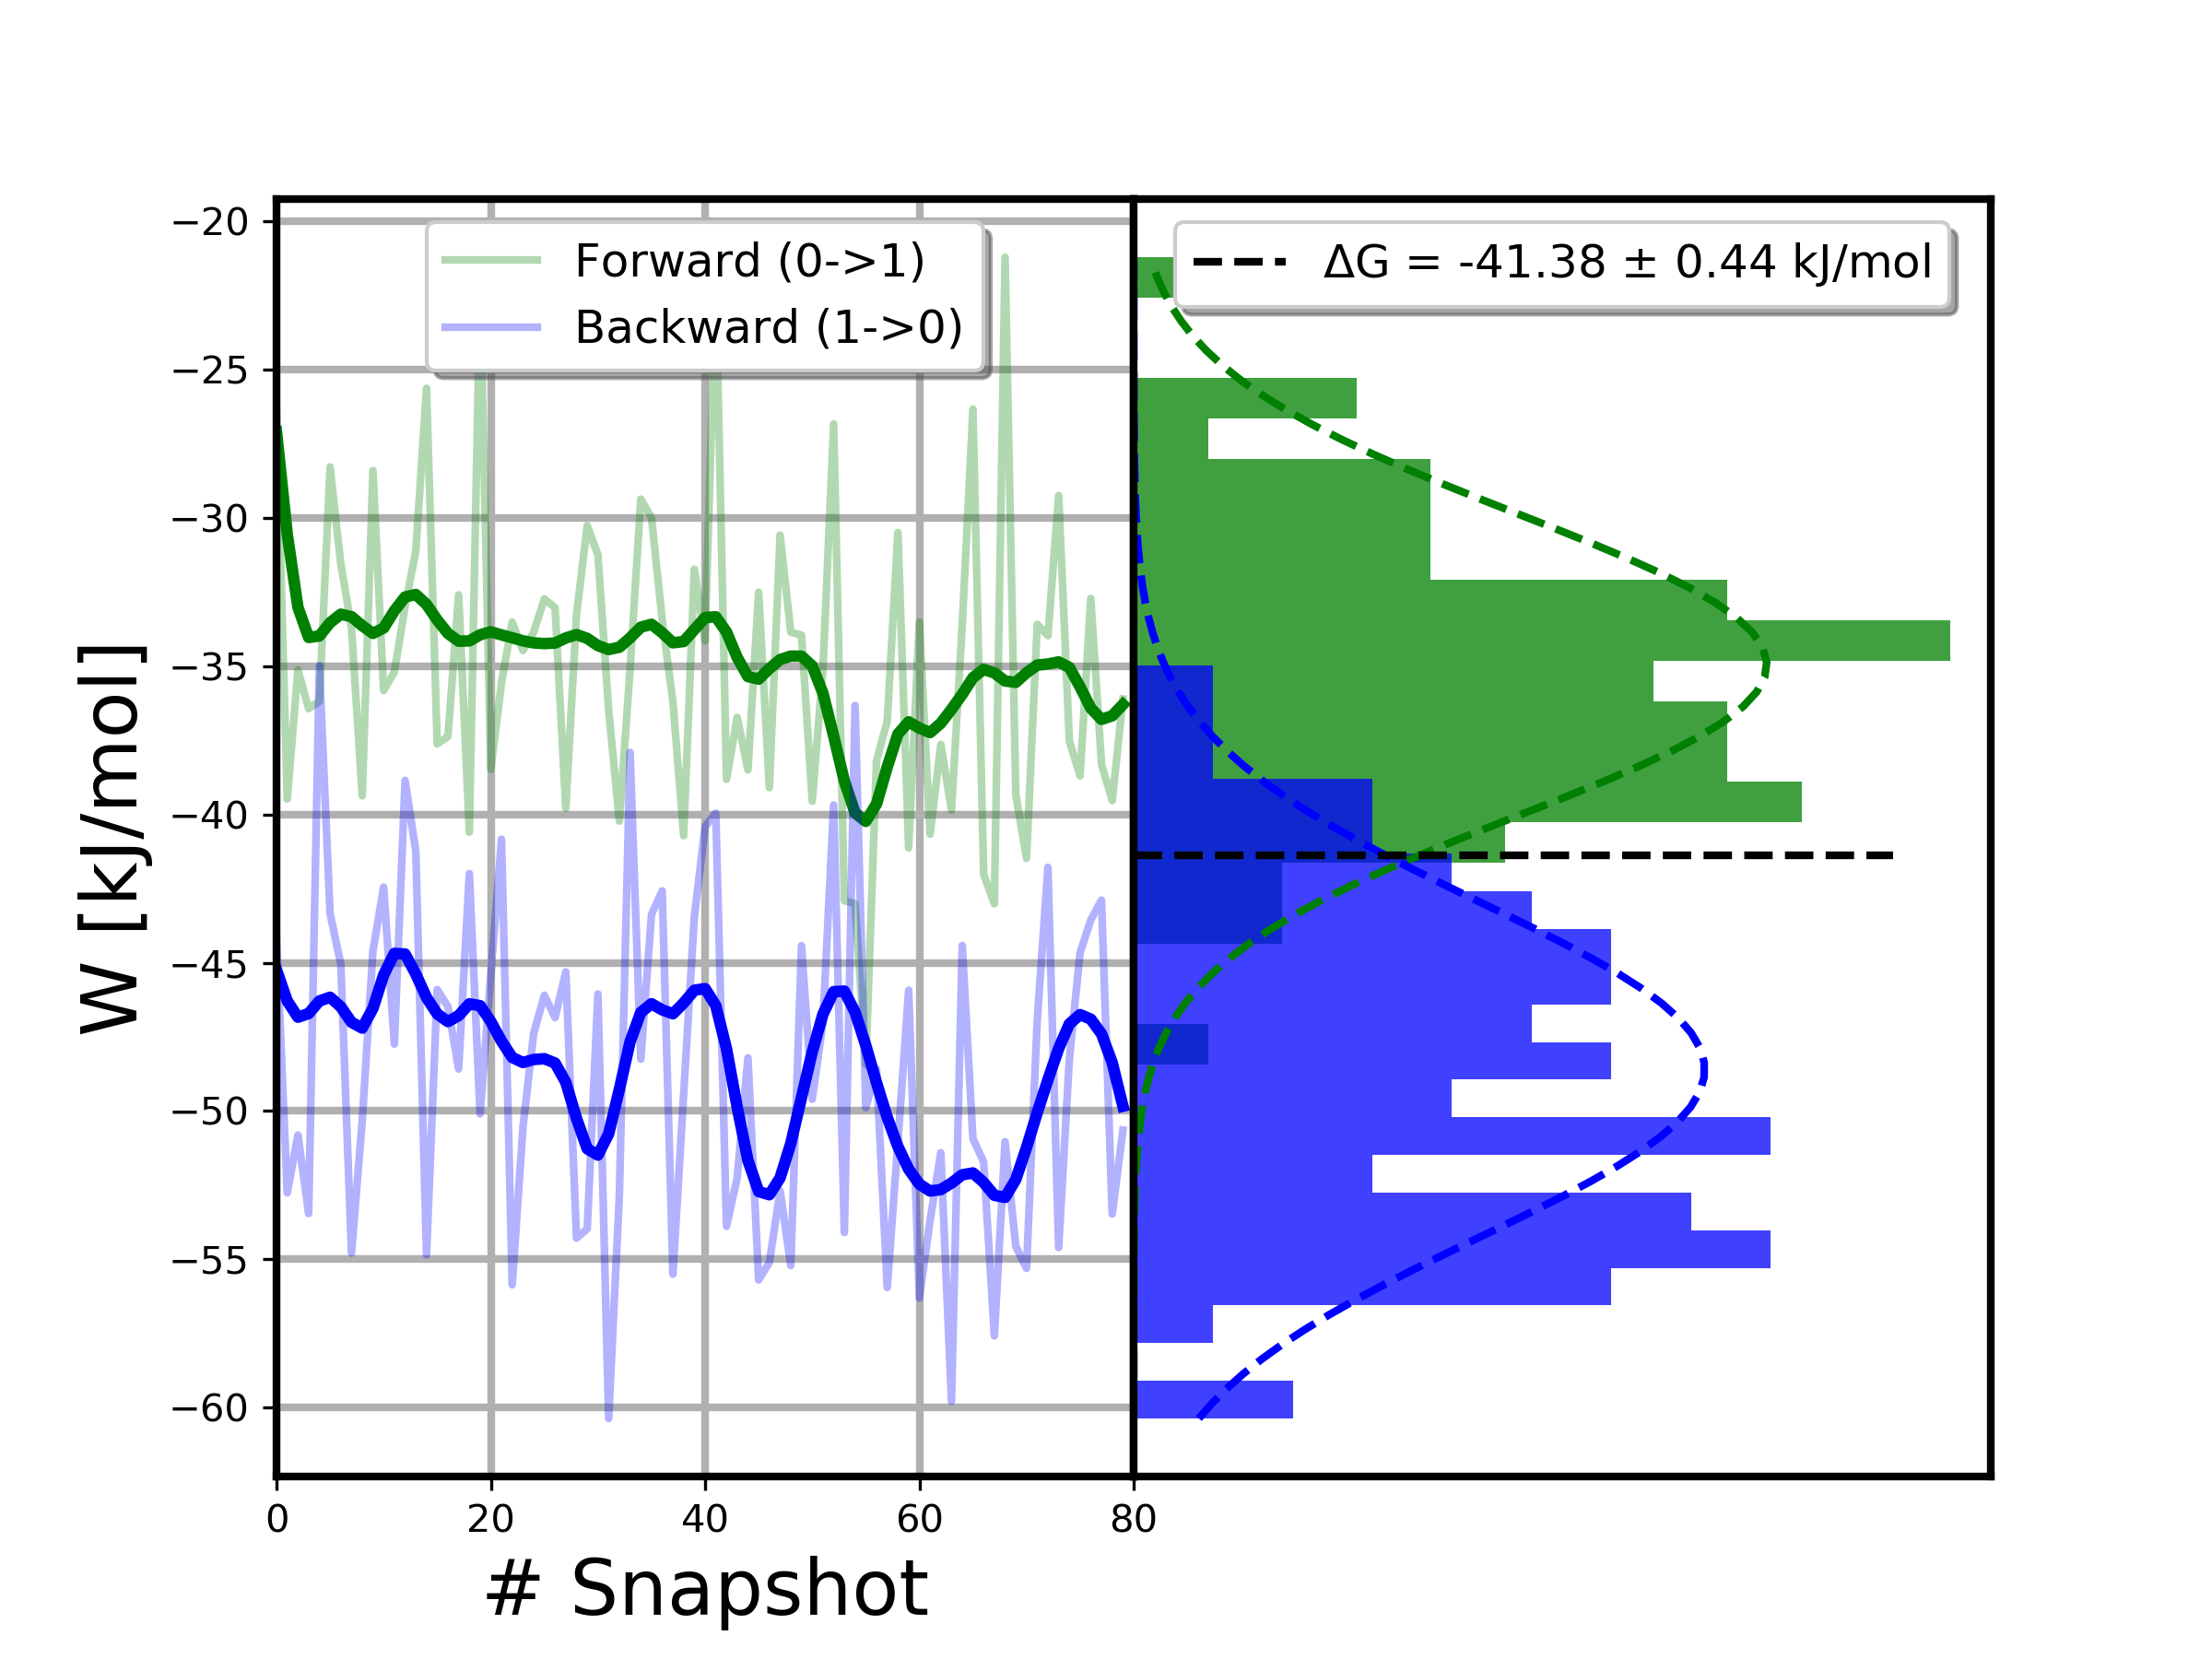 Forward (0->1)
Backward (1->0)
ΔG = -41.38 ± 0.44 kJ/mol
W [kJ/mol]
−20
−25
−30
−35
−40
−45
−50
−55
−60
0 20 40 60 80
# Snapshot